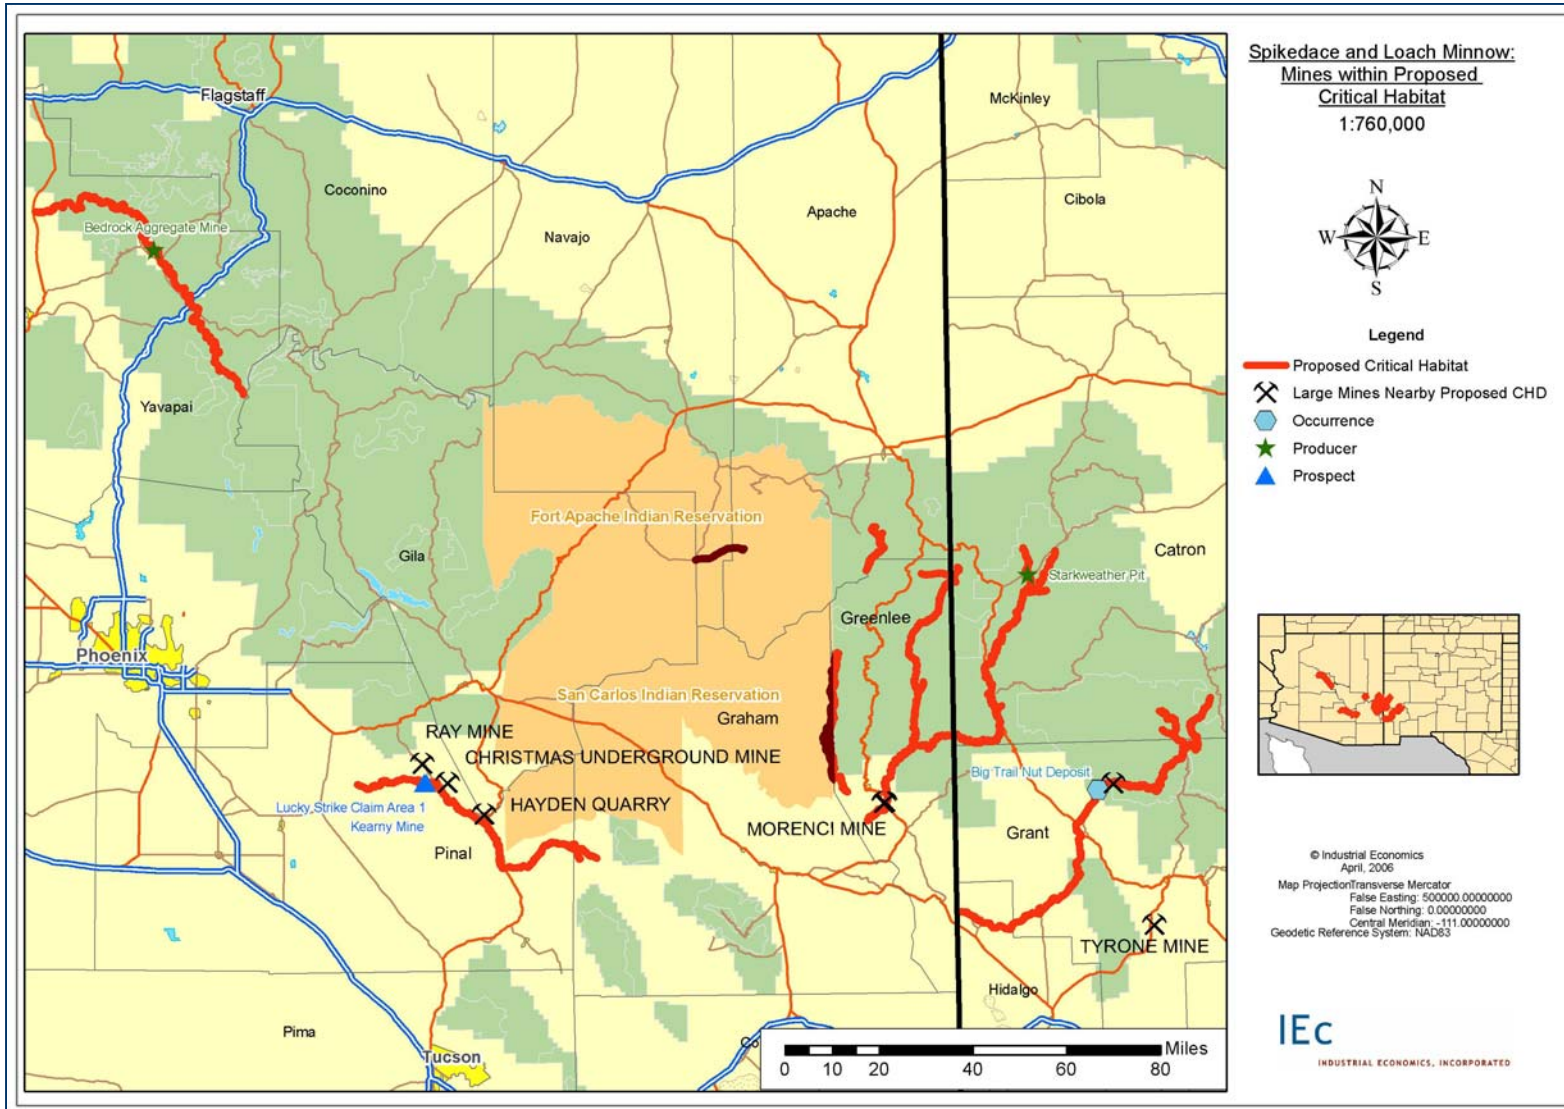 Spikedace and Loach Minnow:
Mines within Proposed
Critical Habitat
1:760,000
N
W E
S
Legend
Proposed Critical Habitat
Large Mines Nearby Proposed CHD
Occurrence
Producer
Prospect
Flagstaff
McKinley
Coconino
Cibola
Apache
Bedrock Aggregate Mine
Navajo
Yavapai
Fort Apache Indian Reservation
Catron
Gila
Starkweather Pit
Greenlee
Phoenix
San Carlos Indian Reservation
Graham
RAY MINE
CHRISTMAS UNDERGROUND MINE
Big Trail Nut Deposit
HAYDEN QUARRY
Lucky Strike Claim Area 1
Kearny Mine
MORENCI MINE
Grant
Pinal
TYRONE MINE
Hidalgo
Pima
Tucson
Co
Miles
0 10 20 40 60 80
© Industrial Economics
April, 2006
Map ProjectionTransverse Mercator
False Easting: 500000.00000000
False Northing: 0.00000000
Central Meridian: -111.00000000
Geodetic Reference System: NAD83
IEc
INDUSTRIAL ECONOMICS, INCORPORATED